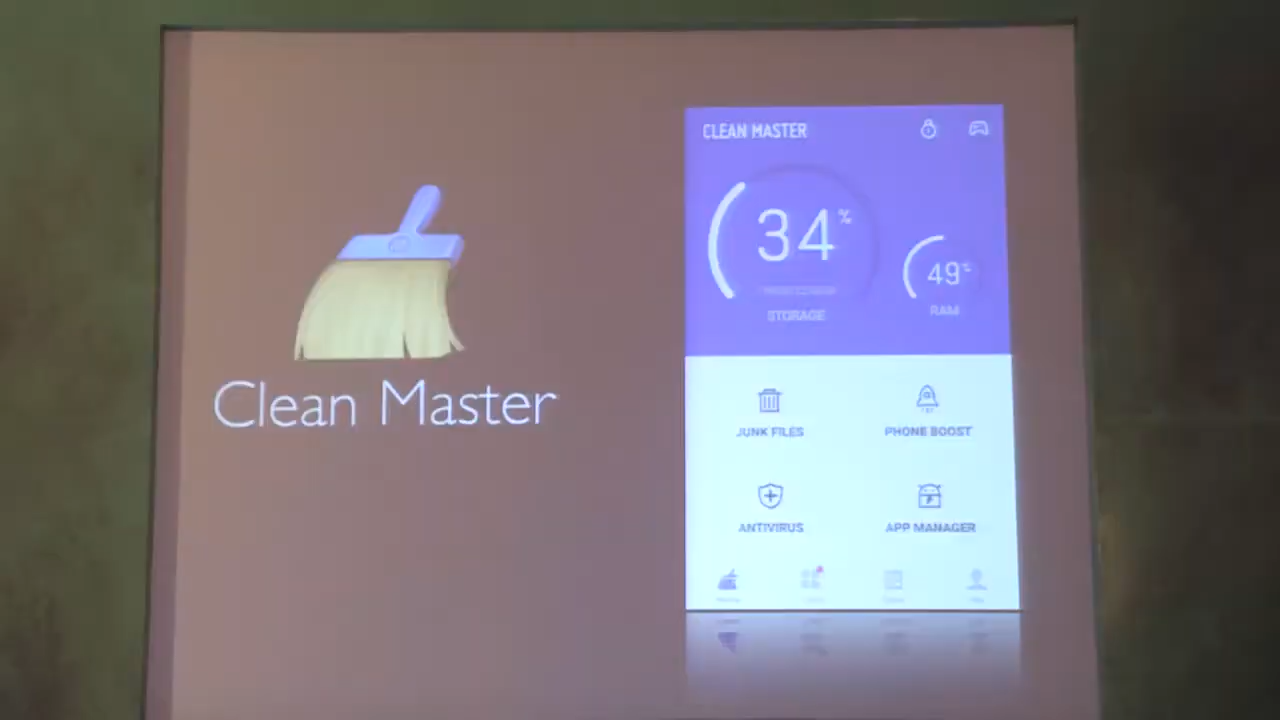 Clean Master
CLEAN MASTER
34%
STORAGE
49%
RAM
JUNK FILES
PHONE BOOST
ANTIVIRUS
APP MANAGER